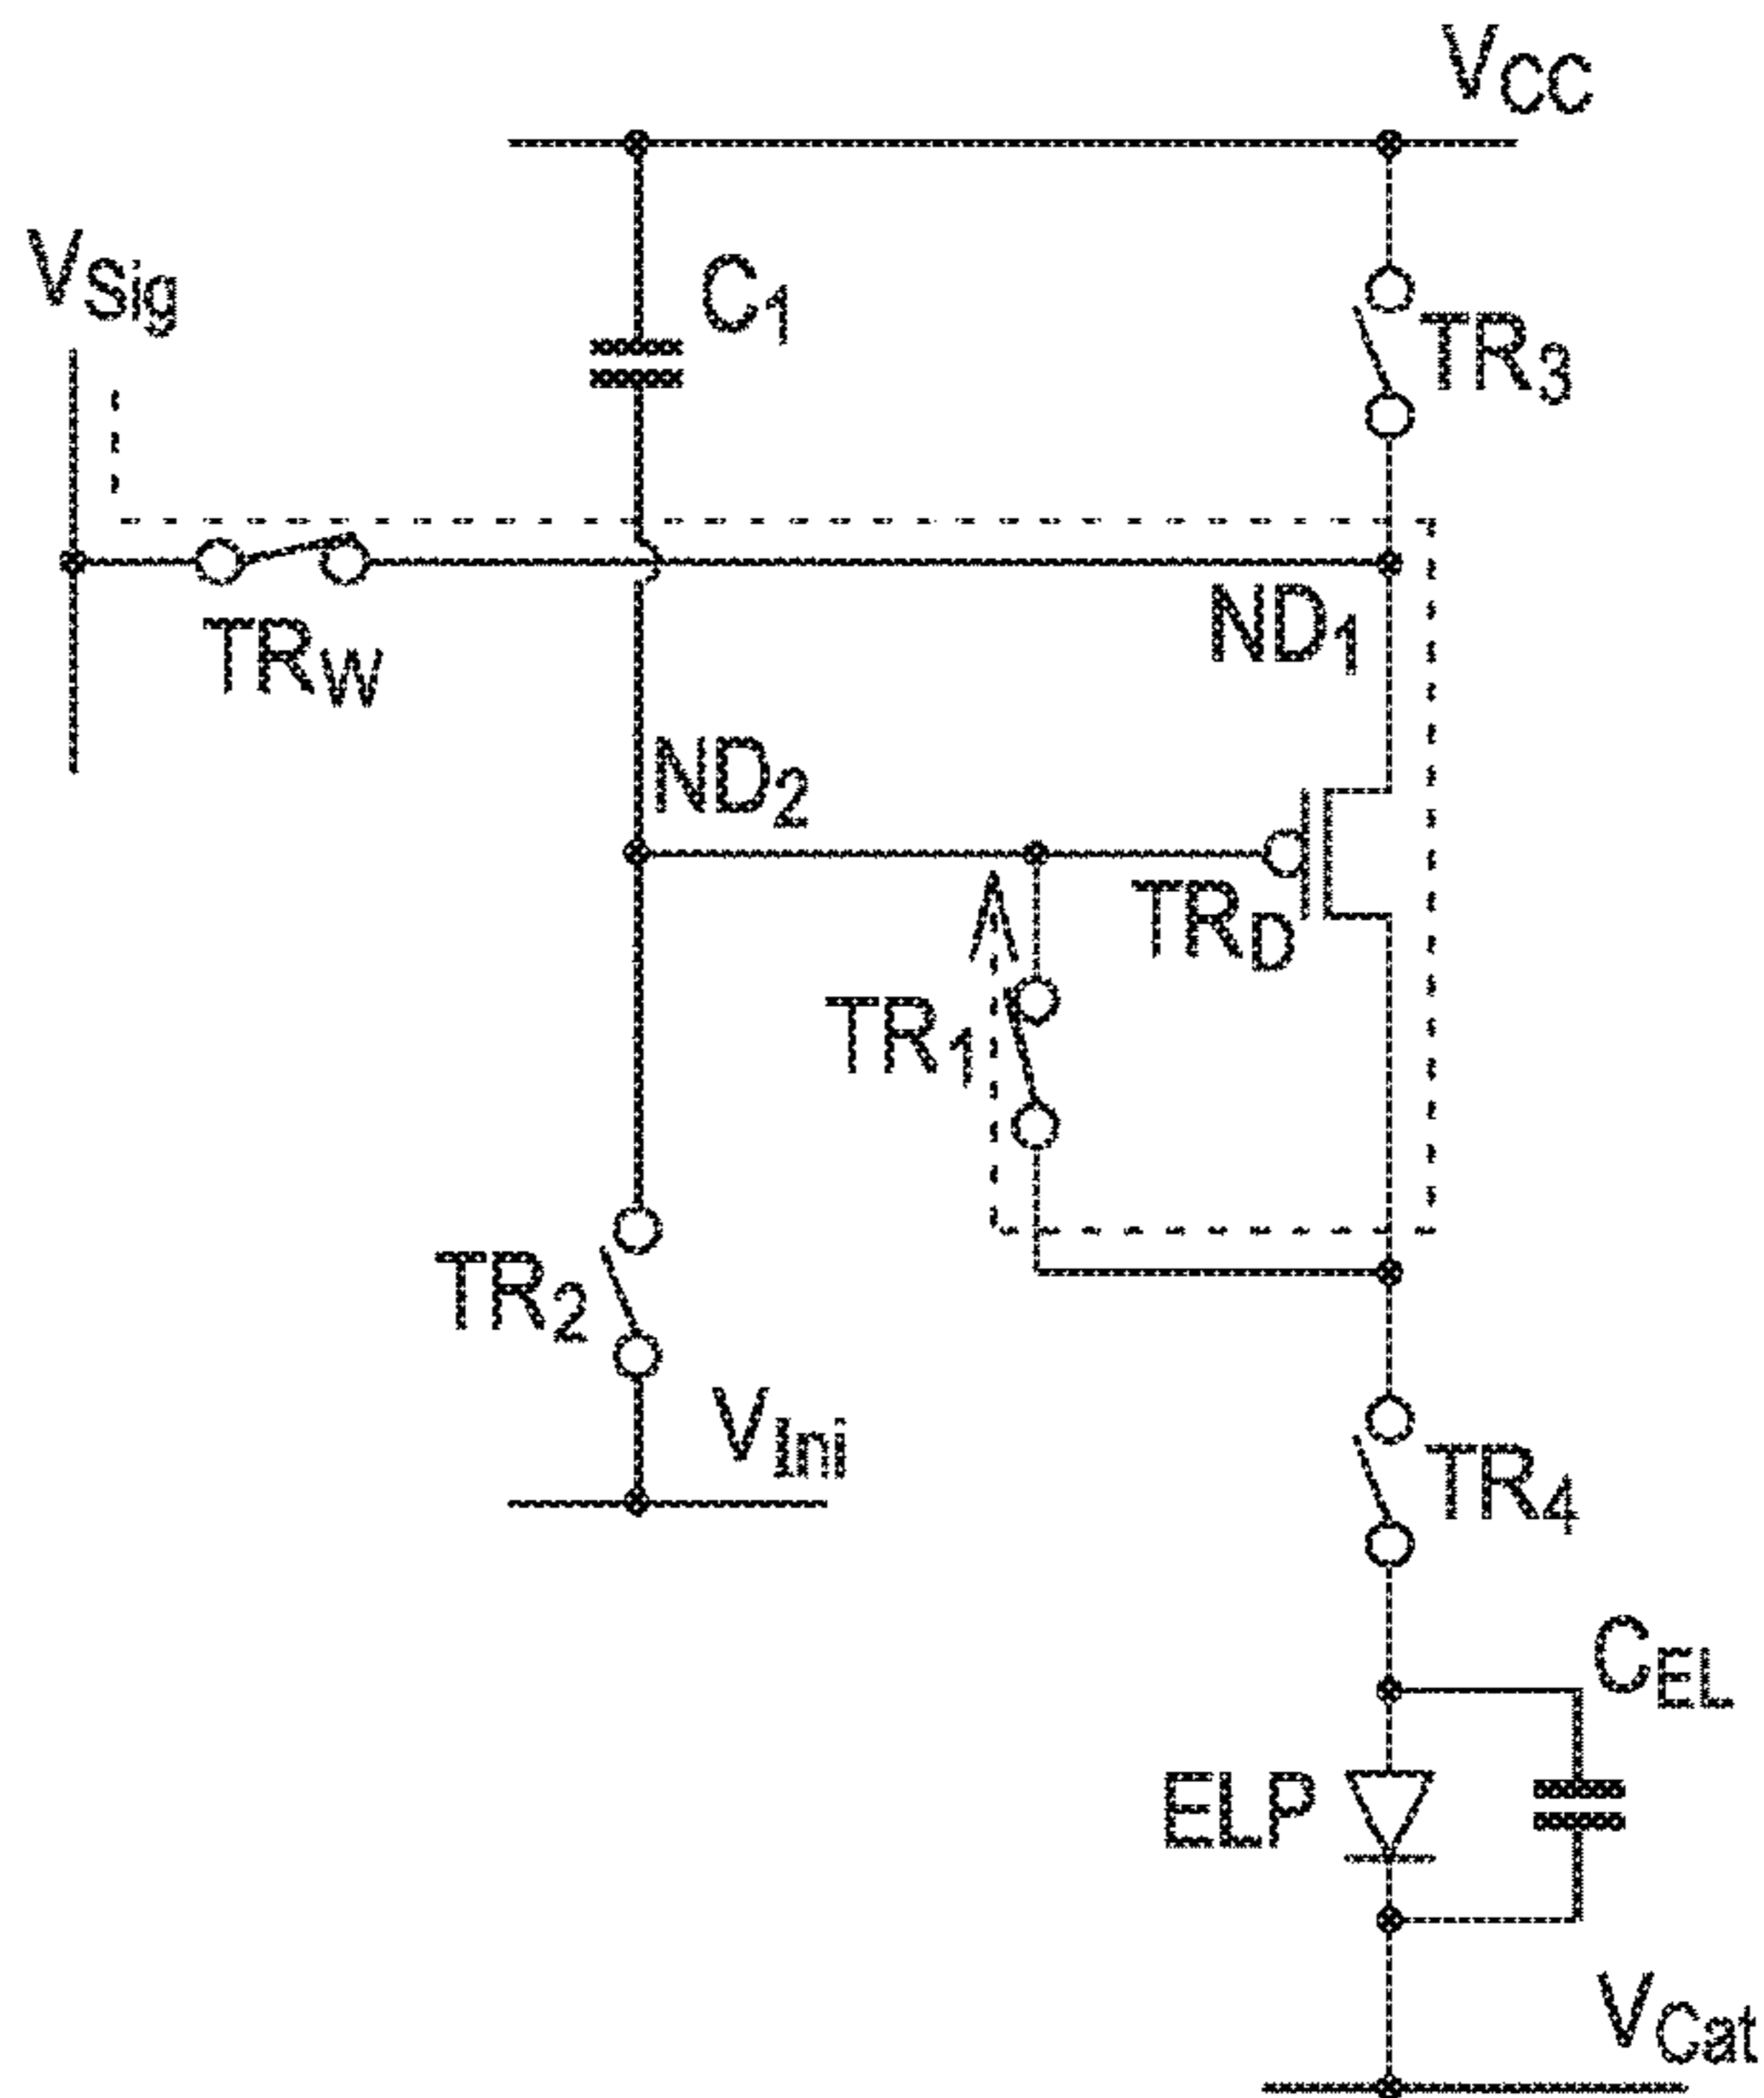 VCC
VSig
C1
TR3
TRW
ND1
ND2
TRD
TR1
TR2
VIni
TR4
CEL
ELP
VCat